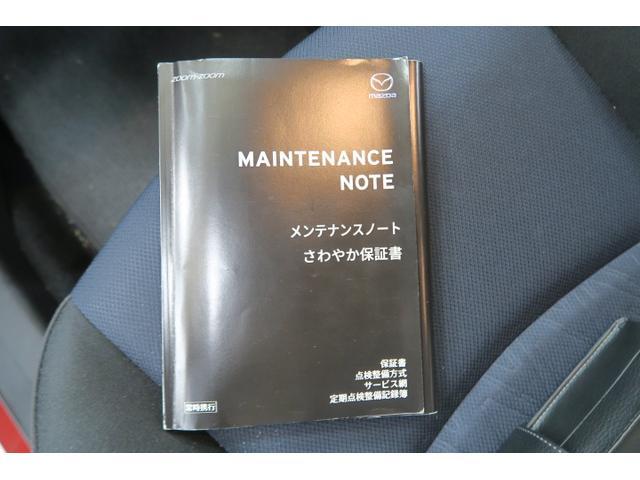 zoom-zoom
mazda
MAINTENANCE
NOTE
メンテナンスノート
さわやか保証書
保証書
点検整備方式
サービス網
定期点検整備記録簿
常時携行